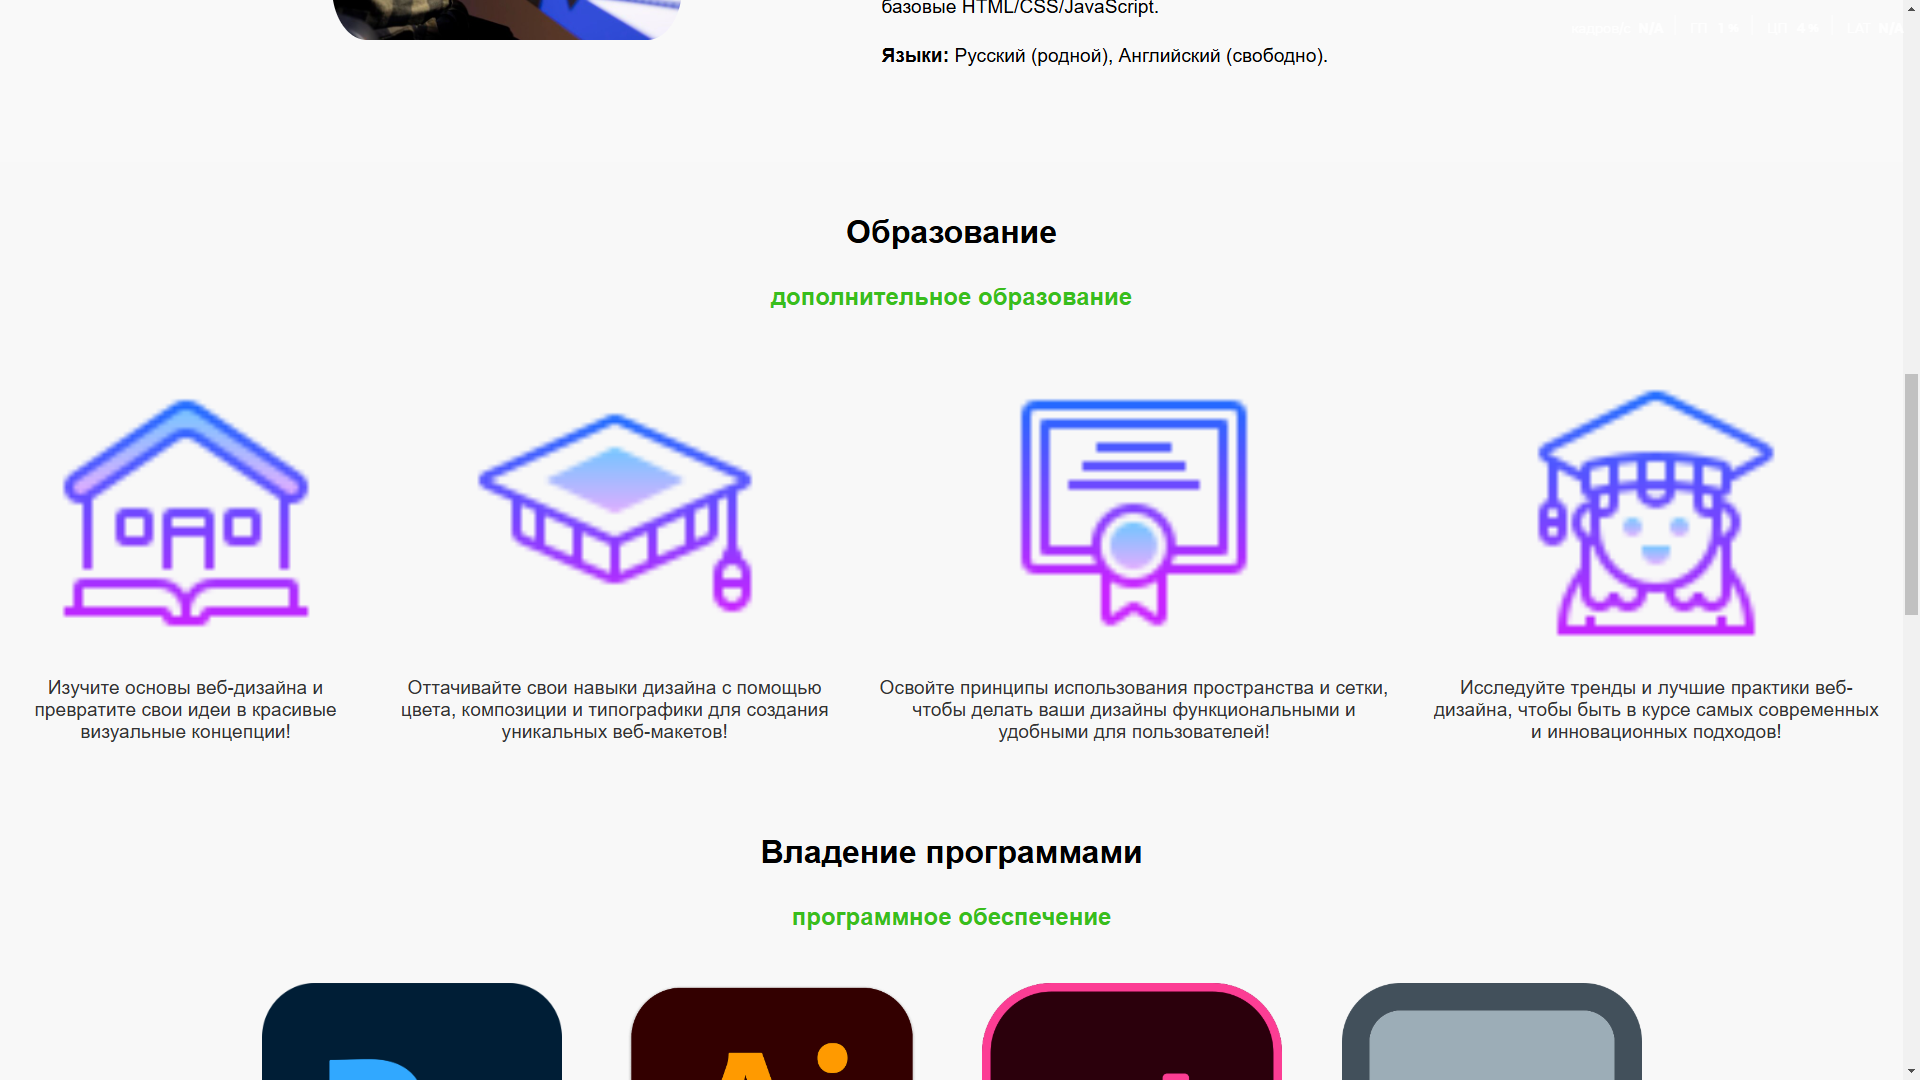 базовые HTML/CSS/JavaScript.
Языки: Русский (родной), Английский (свободно).
Образование
дополнительное образование
Изучите основы веб-дизайна и
превратите свои идеи в красивые
визуальные концепции!
Оттачивайте свои навыки дизайна с помощью
цвета, композиции и типографики для создания
уникальных веб-макетов!
Освойте принципы использования пространства и сетки,
чтобы делать ваши дизайны функциональными и
удобными для пользователей!
Исследуйте тренды и лучшие практики веб-
дизайна, чтобы быть в курсе самых современных
и инновационных подходов!
Владение программами
программное обеспечение
Ai